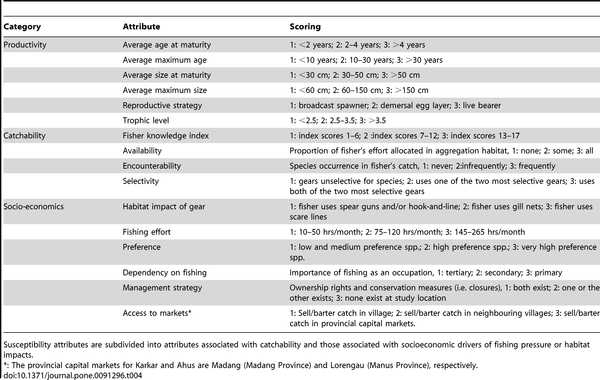 Category Attribute Scoring
Productivity Average age at maturity 1: <2 years; 2: 2–4 years; 3: >4 years
Average maximum age 1: <10 years; 2: 10–30 years; 3: >30 years
Average size at maturity 1: <30 cm; 2: 30–50 cm; 3: >50 cm
Average maximum size 1: <60 cm; 2: 60–150 cm; 3: >150 cm
Reproductive strategy 1: broadcast spawner; 2: demersal egg layer; 3: live bearer
Trophic level 1: <2.5; 2: 2.5–3.5; 3: >3.5
Catchability Fisher knowledge index 1: index scores 1–6; 2 :index scores 7–12; 3: index scores 13–17
Availability Proportion of fisher's effort allocated in aggregation habitat, 1: none; 2: some; 3: all
Encounterability Species occurrence in fisher's catch, 1: never; 2:infrequently; 3: frequently
Selectivity 1: gears unselective for species; 2: uses one of the two most selective gears; 3: uses
both of the two most selective gears
Socio-economics Habitat impact of gear 1: fisher uses spear guns and/or hook-and-line; 2: fisher uses gill nets; 3: fisher uses
scare lines
Fishing effort 1: 10–50 hrs/month; 2: 75–120 hrs/month; 3: 145–265 hrs/month
Preference 1: low and medium preference spp.; 2: high preference spp.; 3: very high preference
spp.
Dependency on fishing Importance of fishing as an occupation, 1: tertiary; 2: secondary; 3: primary
Management strategy Ownership rights and conservation measures (i.e. closures), 1: both exist; 2: one or the
other exists; 3: none exist at study location
Access to markets* 1: Sell/barter catch in village; 2: sell/barter catch in neighbouring villages; 3: sell/barter
catch in provincial capital markets.
Susceptibility attributes are subdivided into attributes associated with catchability and those associated with socioeconomic drivers of fishing pressure or habitat
impacts.
*: The provincial capital markets for Karkar and Ahus are Madang (Madang Province) and Lorengau (Manus Province), respectively.
doi:10.1371/journal.pone.0091296.t004